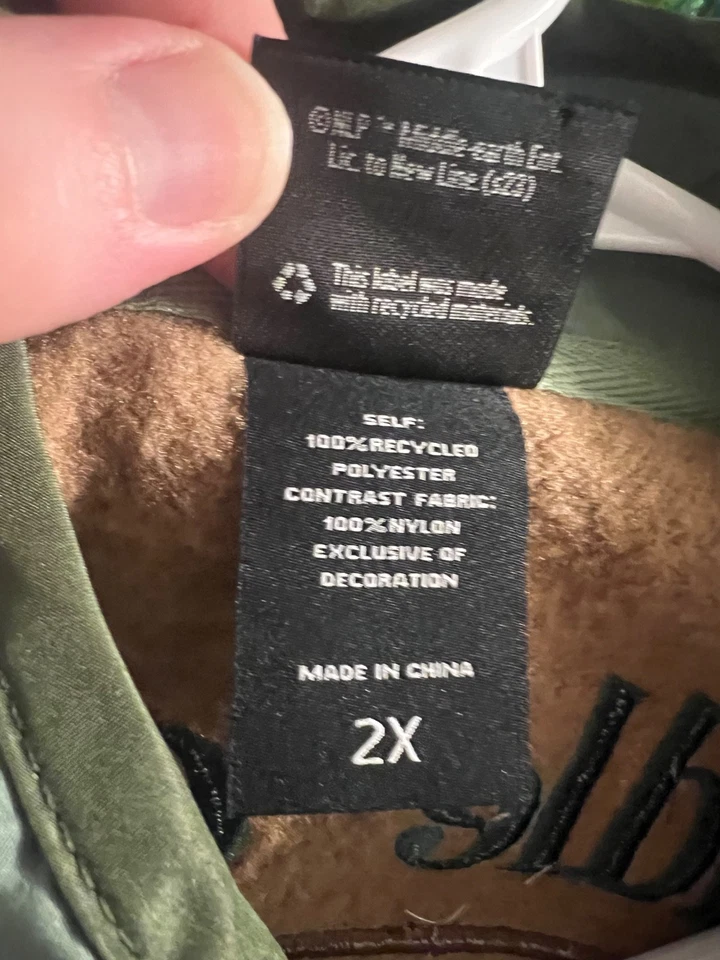 © NLP ™ Middle-earth Ent.
Lic. to New Line (s23)
This label was made
with recycled materials.
SELF:
100%RECYCLED
POLYESTER
CONTRAST FABRIC:
100%NYLON
EXCLUSIVE OF
DECORATION
MADE IN CHINA
2X